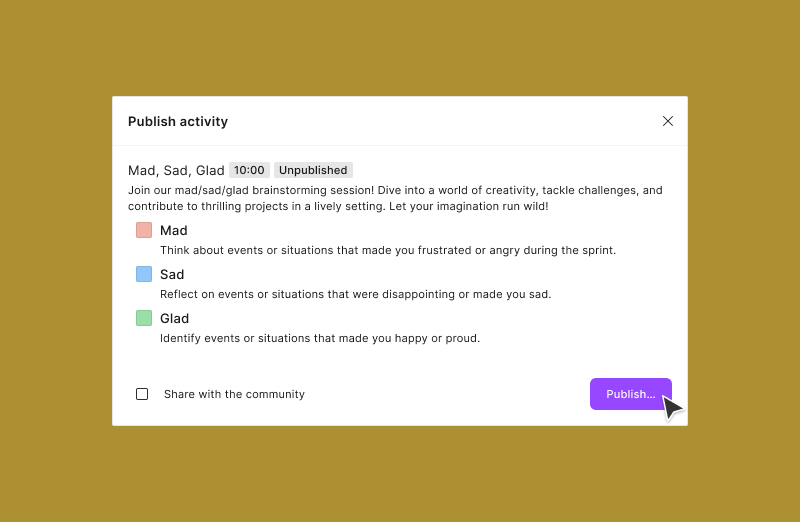 Publish activity
Mad, Sad, Glad 10:00 Unpublished
Join our mad/sad/glad brainstorming session! Dive into a world of creativity, tackle challenges, and
contribute to thrilling projects in a lively setting. Let your imagination run wild!
Mad
Think about events or situations that made you frustrated or angry during the sprint.
Sad
Reflect on events or situations that were disappointing or made you sad.
Glad
Identify events or situations that made you happy or proud.
Share with the community
Publish...